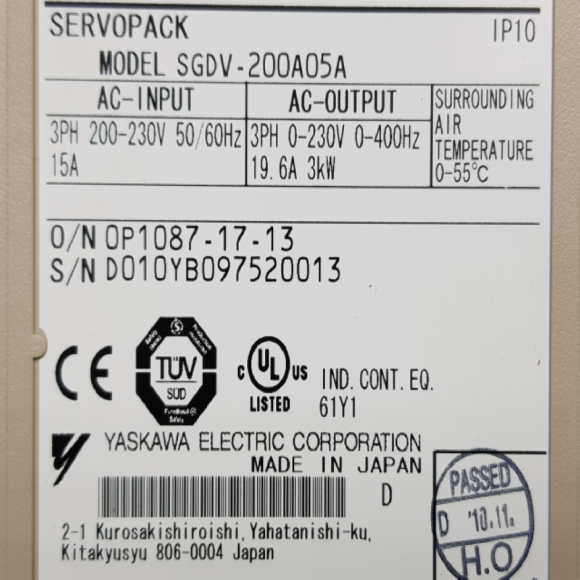 SERVOPACK IP10
MODEL SGDV-200A05A
AC-INPUT
3PH 200-230V 50/60Hz
15A
AC-OUTPUT
3PH 0-230V 0-400Hz
19.6A 3kW
SURROUNDING
AIR
TEMPERATURE
0-55℃
O/N OP1087-17-13
S/N D010YB097520013
CE
TÜV
SÜD
Functional
Safety
C UL US
LISTED
IND. CONT. EQ.
61Y1
YASKAWA ELECTRIC CORPORATION
MADE IN JAPAN
D
2-1 Kurosakishiroishi, Yahatanishi-ku,
Kitakyusyu 806-0004 Japan
PASSED
D '10.11.
H.O